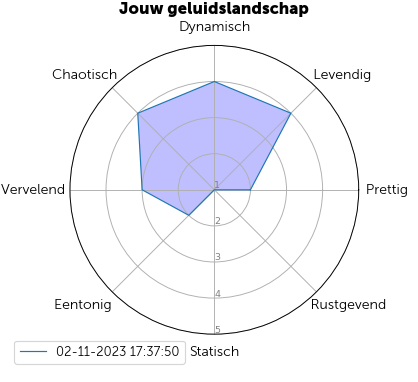 Jouw geluidslandschap
Dynamisch
Chaotisch
Levendig
Vervelend
Prettig
1
2
3
4
5
Eentonig
Rustgevend
02-11-2023 17:37:50
Statisch